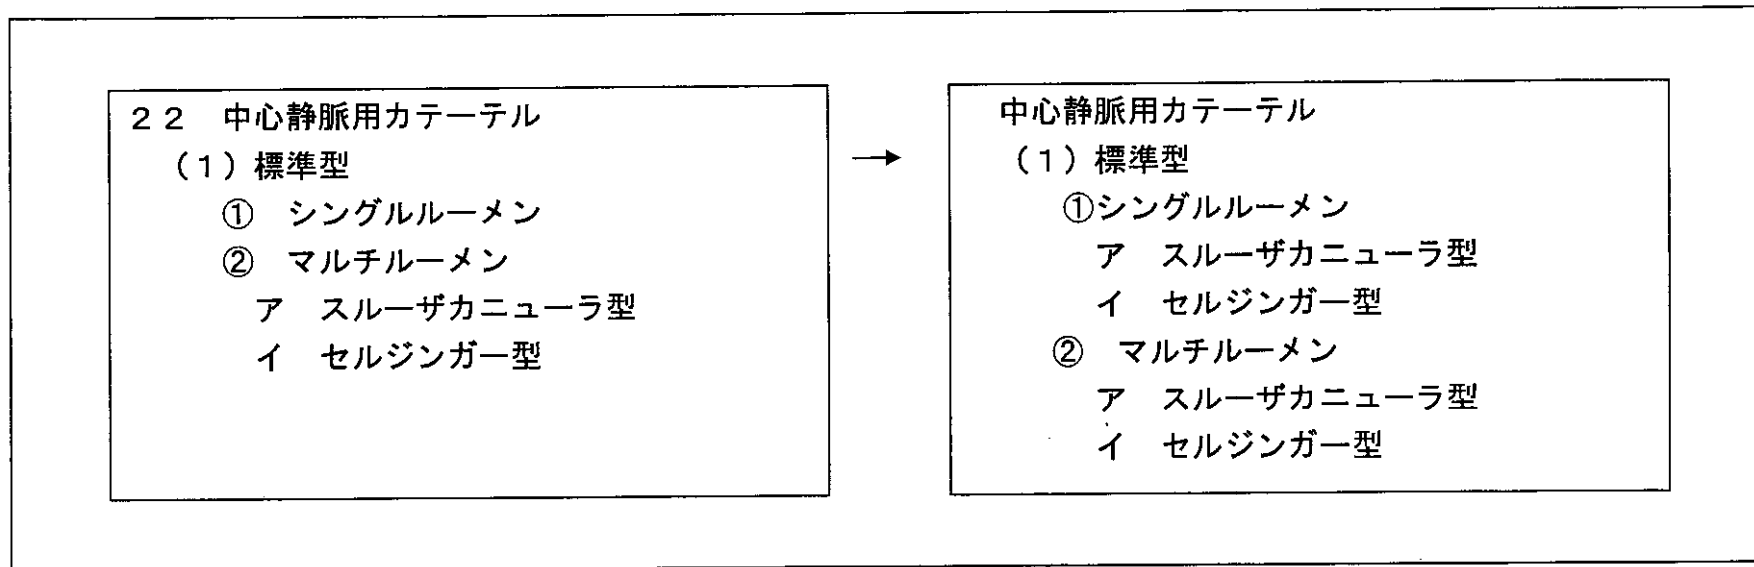 ２２　中心静脈用カテーテル
（１）標準型
①　シングルルーメン
②　マルチルーメン
ア　スルーザカニューラ型
イ　セルジンガー型
→
中心静脈用カテーテル
（１）標準型
①シングルルーメン
ア　スルーザカニューラ型
イ　セルジンガー型
②　マルチルーメン
ア　スルーザカニューラ型
イ　セルジンガー型